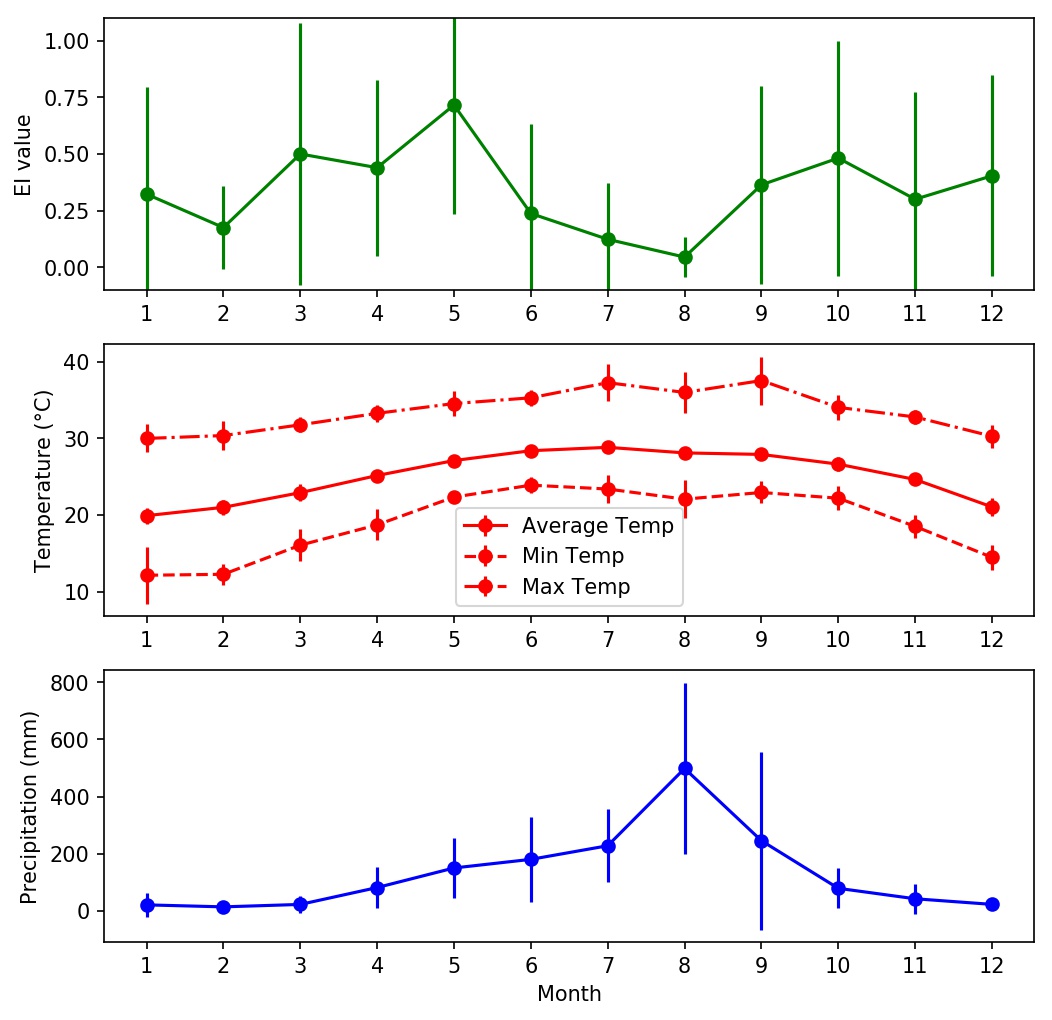 EI value
1.00
0.75
0.50
0.25
0.00
1 2 3 4 5 6 7 8 9 10 11 12
Temperature (°C)
40
30
20
10
Average Temp
Min Temp
Max Temp
1 2 3 4 5 6 7 8 9 10 11 12
Precipitation (mm)
800
600
400
200
0
1 2 3 4 5 6 7 8 9 10 11 12
Month